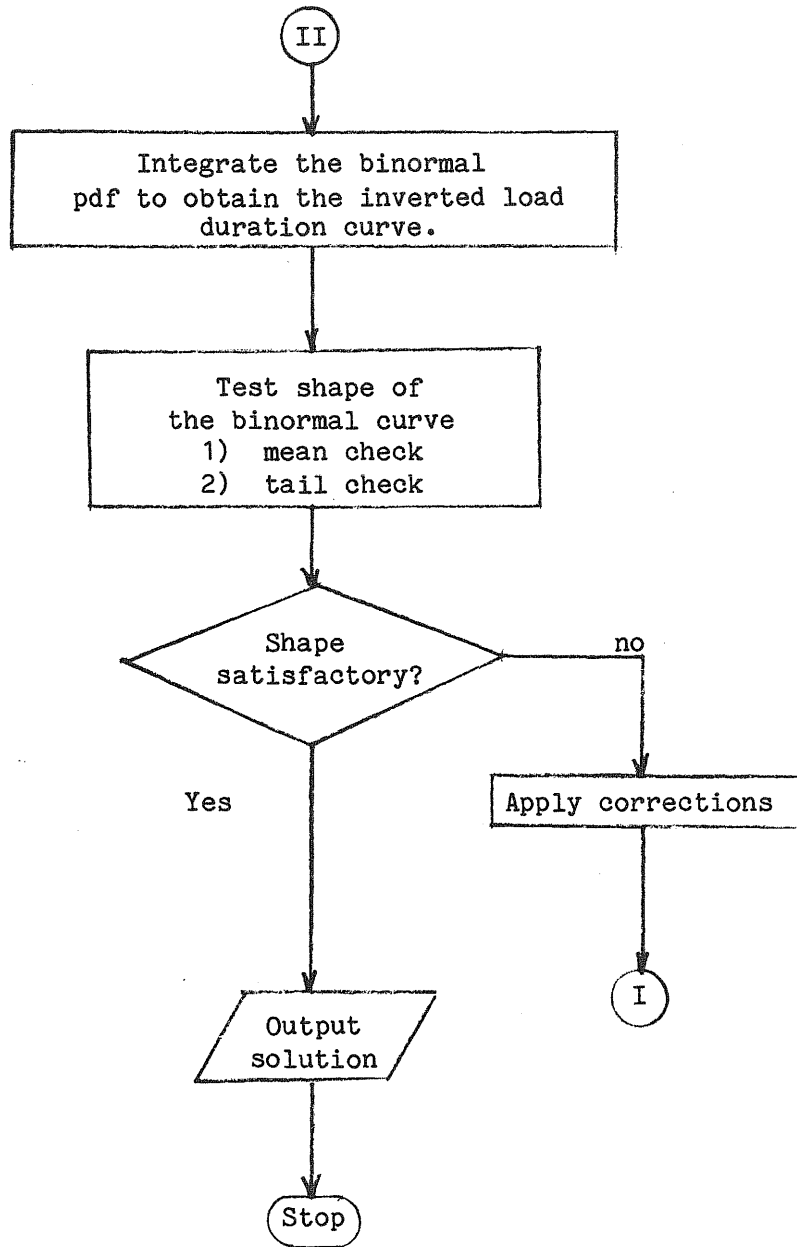 II
Integrate the binormal
pdf to obtain the inverted load
duration curve.
Test shape of
the binormal curve
1) mean check
2) tail check
Shape
satisfactory?
no
Yes
Apply corrections
I
Output
solution
Stop